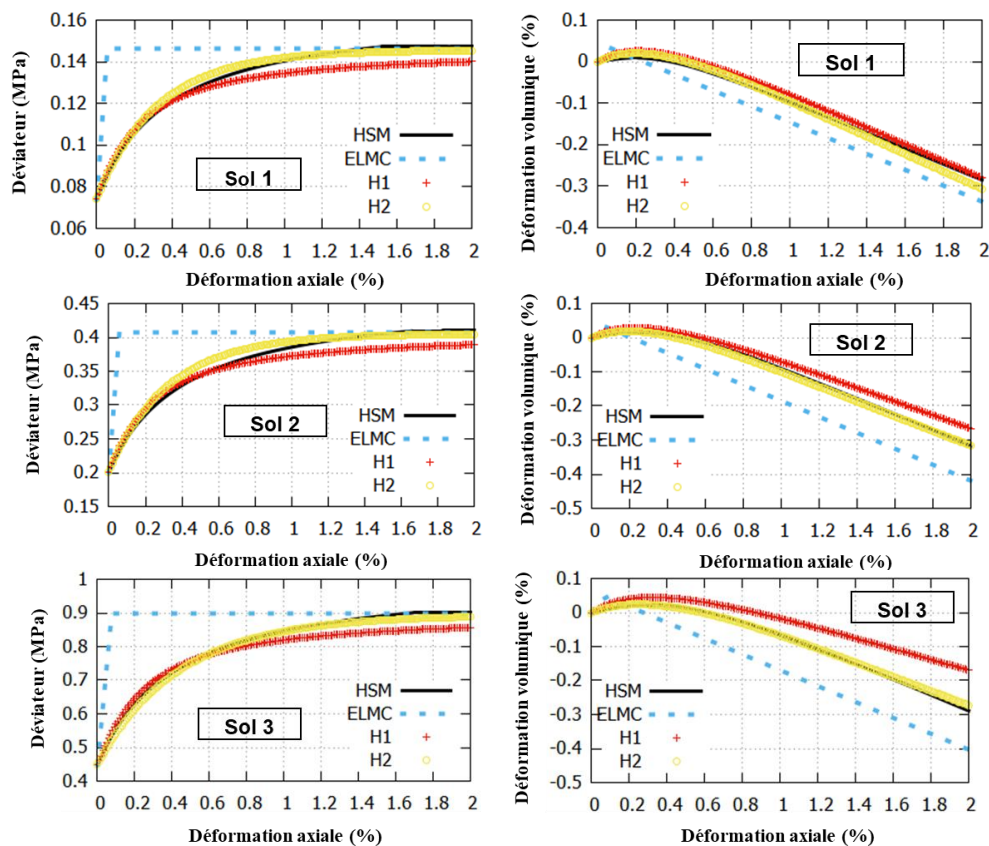 Déviateur (MPa)
0.16
0.14
0.12
0.1
0.08
0.06
HSM
ELMC
H1
H2
Sol 1
0 0.2 0.4 0.6 0.8 1 1.2 1.4 1.6 1.8 2
Déformation axiale (%)
Déformation volumique (%)
0.1
0
-0.1
-0.2
-0.3
-0.4
Sol 1
HSM
ELMC
H1
H2
0 0.2 0.4 0.6 0.8 1 1.2 1.4 1.6 1.8 2
Déformation axiale (%)
Déviateur (MPa)
0.45
0.4
0.35
0.3
0.25
0.2
0.15
Sol 2
HSM
ELMC
H1
H2
0 0.2 0.4 0.6 0.8 1 1.2 1.4 1.6 1.8 2
Déformation axiale (%)
Déformation volumique (%)
0.1
0
-0.1
-0.2
-0.3
-0.4
-0.5
Sol 2
HSM
ELMC
H1
H2
0 0.2 0.4 0.6 0.8 1 1.2 1.4 1.6 1.8 2
Déformation axiale (%)
Déviateur (MPa)
1
0.9
0.8
0.7
0.6
0.5
0.4
Sol 3
HSM
ELMC
H1
H2
0 0.2 0.4 0.6 0.8 1 1.2 1.4 1.6 1.8 2
Déformation axiale (%)
Déformation volumique (%)
0.1
0
-0.1
-0.2
-0.3
-0.4
-0.5
Sol 3
HSM
ELMC
H1
H2
0 0.2 0.4 0.6 0.8 1 1.2 1.4 1.6 1.8 2
Déformation axiale (%)